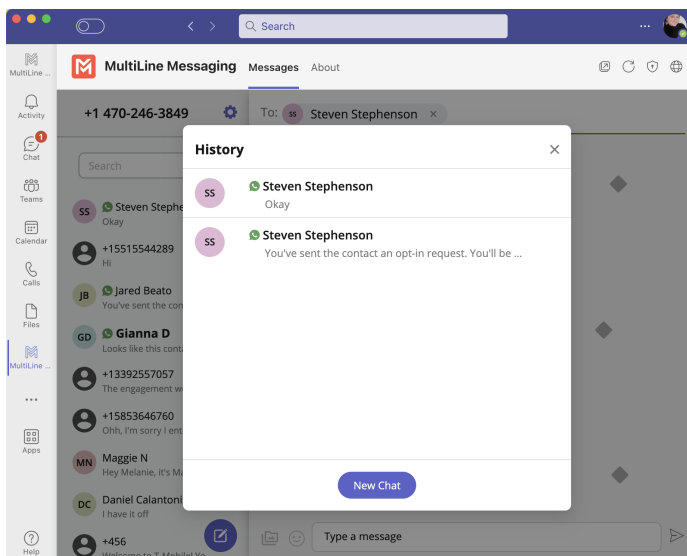 Search
MultiLine ...
MultiLine Messaging
Messages
About
Activity
+1 470-246-3849
To: SS Steven Stephenson ×
1
Chat
History
Search
SS
Steven Stephenson
Okay
SS
Steven Stephenson
You've sent the contact an opt-in request. You'll be ...
New Chat
Teams
Calendar
Calls
Files
MultiLine ...
Apps
Help
SS
Steven Stephe
Okay
+15515544289
Hi
JB
Jared Beato
You've sent the con
GD
Gianna D
Looks like this conta
+13392557057
The engagement w
+15853646760
Ohh, I'm sorry I ent
MN
Maggie N
Hey Melanie, it's Ma
DC
Daniel Calantoni
I have it off
+456
Welcome to T-Mobile! Yo
Type a message